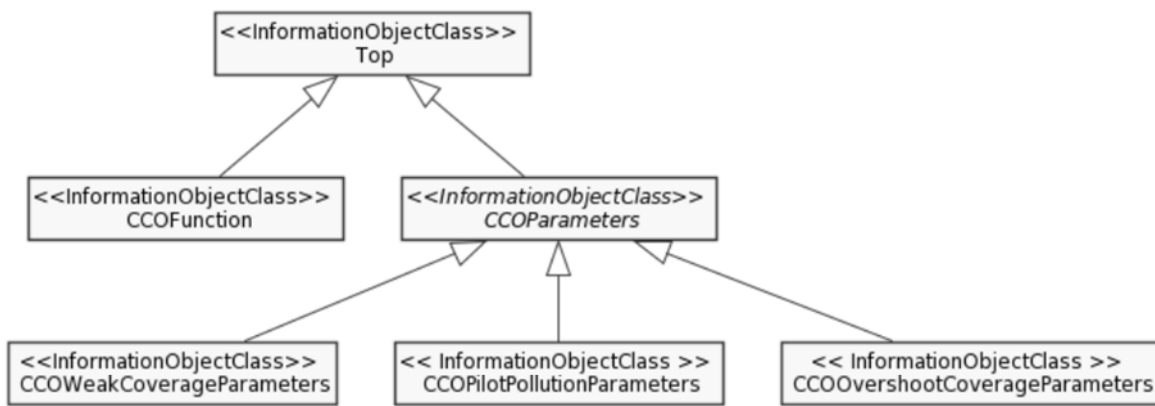 <<InformationObjectClass>>
Top
<<InformationObjectClass>>
CCOFunction
<<InformationObjectClass>>
CCOParameters
<<InformationObjectClass>>
CCOWeakCoverageParameters
<< InformationObjectClass >>
CCOPilotPollutionParameters
<< InformationObjectClass >>
CCOOvershootCoverageParameters